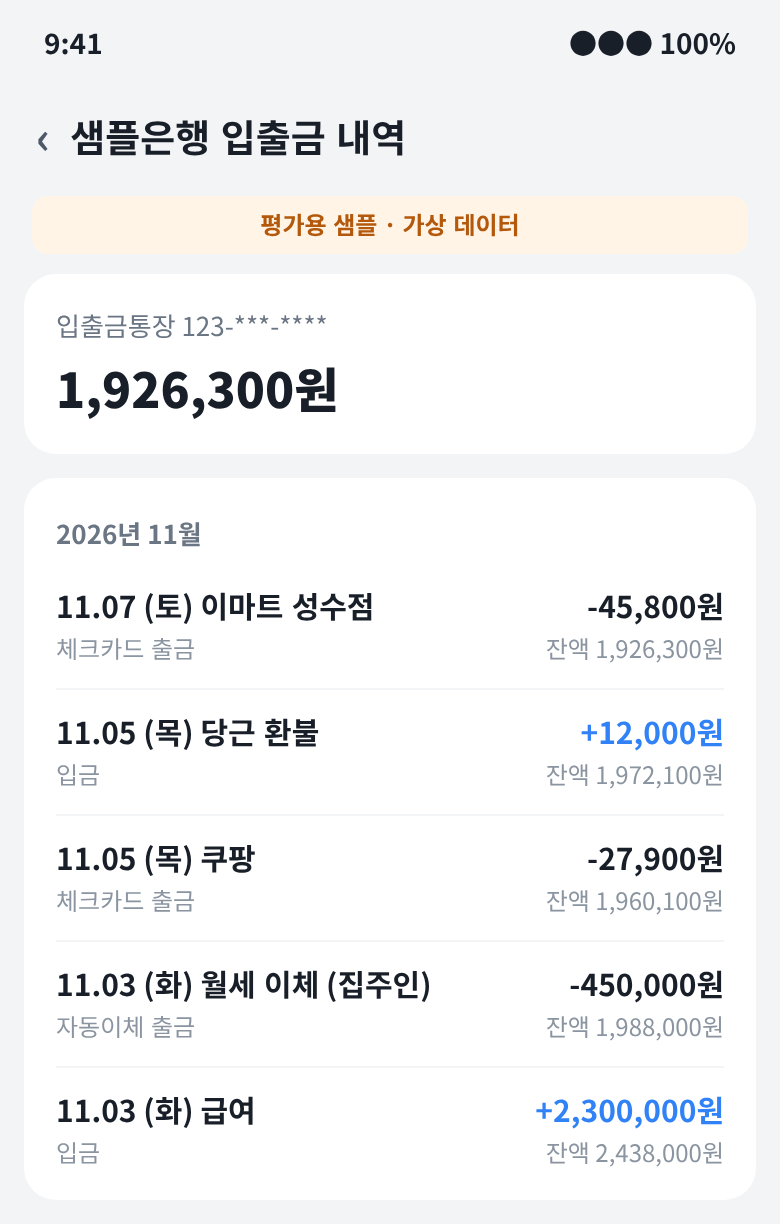 9:41 ●●● 100%
‹ 샘플은행 입출금 내역
평가용 샘플 · 가상 데이터
입출금통장 123-***-****
1,926,300원
2026년 11월
11.07 (토) 이마트 성수점 -45,800원
체크카드 출금 잔액 1,926,300원
11.05 (목) 당근 환불 +12,000원
입금 잔액 1,972,100원
11.05 (목) 쿠팡 -27,900원
체크카드 출금 잔액 1,960,100원
11.03 (화) 월세 이체 (집주인) -450,000원
자동이체 출금 잔액 1,988,000원
11.03 (화) 급여 +2,300,000원
입금 잔액 2,438,000원